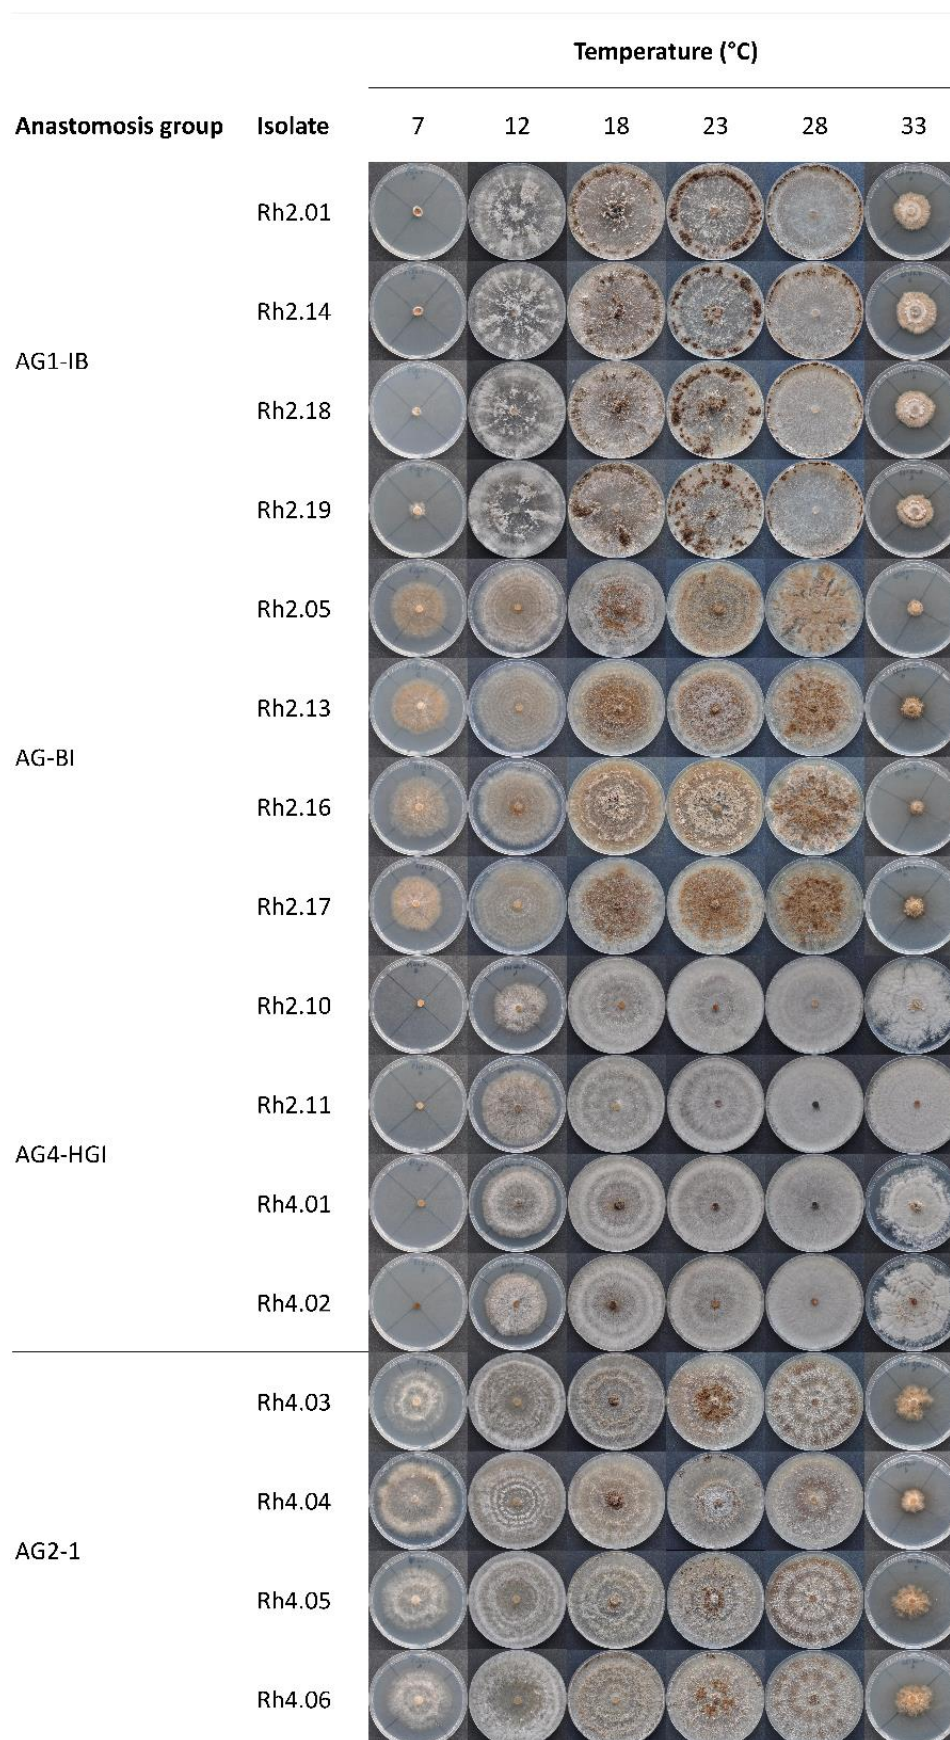 Temperature (°C)
Anastomosis group Isolate 7 12 18 23 28 33
Rh2.01
Rh2.14
AG1-IB
Rh2.18
Rh2.19
Rh2.05
Rh2.13
AG-BI
Rh2.16
Rh2.17
Rh2.10
Rh2.11
AG4-HGI
Rh4.01
Rh4.02
Rh4.03
Rh4.04
AG2-1
Rh4.05
Rh4.06